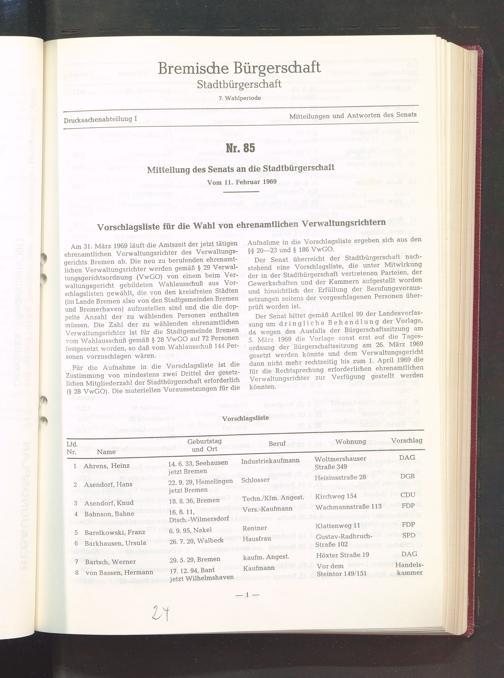 Bremische Bürgerschaft
Stadtbürgerschaft
7. Wahlperiode
Drucksachenabteilung I
Mitteilungen und Antworten des Senats
Nr. 85
Mitteilung des Senats an die Stadtbürgerschaft
Vom 11. Februar 1969
Vorschlagsliste für die Wahl von ehrenamtlichen Verwaltungsrichtern
Am 31. März 1969 läuft die Amtszeit der jetzt tätigen
ehrenamtlichen Verwaltungsrichter des Verwaltungs-
gerichts Bremen ab. Die neu zu berufenden ehrenamt-
lichen Verwaltungsrichter werden gemäß § 29 Verwal-
tungsgerichtsordnung (VwGO) von einem beim Ver-
waltungsgericht gebildeten Wahlausschuß aus Vor-
schlagslisten gewählt, die von den kreisfreien Städten
(im Lande Bremen also von den Stadtgemeinden Bremen
und Bremerhaven) aufzustellen sind und die die dop-
pelte Anzahl der zu wählenden Personen enthalten
müssen. Die Zahl der zu wählenden ehrenamtlichen
Verwaltungsrichter ist für die Stadtgemeinde Bremen
vom Wahlausschuß gemäß § 28 VwGO auf 72 Personen
festgesetzt worden, so daß vom Wahlausschuß 144 Per-
sonen vorzuschlagen wären.
Für die Aufnahme in die Vorschlagsliste ist die
Zustimmung von mindestens zwei Drittel der gesetz-
lichen Mitgliederzahl der Stadtbürgerschaft erforderlich
(§ 28 VwGO). Die materiellen Voraussetzungen für die
Aufnahme in die Vorschlagsliste ergeben sich aus den
§§ 20—23 und § 186 VwGO.
Der Senat überreicht der Stadtbürgerschaft nach-
stehend eine Vorschlagsliste, die unter Mitwirkung
der in der Stadtbürgerschaft vertretenen Parteien, der
Gewerkschaften und der Kammern aufgestellt worden
und hinsichtlich der Erfüllung der Berufungsvoraus-
setzungen seitens der vorgeschlagenen Personen über-
prüft worden ist.
Der Senat bittet gemäß Artikel 99 der Landesverfas-
sung um dringliche Behandlung der Vorlage,
da wegen des Ausfalls der Bürgerschaftssitzung am
5. März 1969 die Vorlage sonst erst auf die Tages-
ordnung der Bürgerschaftssitzung am 26. März 1969
gesetzt werden könnte und dem Verwaltungsgericht
dann nicht mehr rechtzeitig bis zum 1. April 1969 die
für die Rechtsprechung erforderlichen ehrenamtlichen
Verwaltungsrichter zur Verfügung gestellt werden
könnten.
Vorschlagsliste
Lfd. Nr. Name Geburtstag und Ort Beruf Wohnung Vorschlag
1 Ahrens, Heinz 14. 6. 33, Seehausen Industriekaufmann Woltmershauser DAG
jetzt Bremen Straße 349
2 Asendorf, Hans 22. 9. 29, Hemelingen Schlosser Heisiusstraße 28 DGB
jetzt Bremen
3 Asendorf, Knud 18. 8. 36, Bremen Techn./Kfm. Angest. Kirchweg 154 CDU
4 Bahnson, Bahne 16. 8. 11, Vers.-Kaufmann Wachmannstraße 113 FDP
Dtsch.-Wilmersdorf
5 Barelkowski, Franz 6. 9. 95, Nakel Rentner Klattenweg 11 FDP
6 Barkhausen, Ursula 26. 7. 20, Walbeck Hausfrau Gustav-Radbruch- SPD
Straße 102
7 Bartsch, Werner 29. 5. 29, Bremen kaufm. Angest. Höxter Straße 19 DAG
8 von Bassen, Hermann 17. 12. 94, Bant Kaufmann Vor dem Handels-
jetzt Wilhelmshaven Steintor 149/151 kammer
— 1 —
24